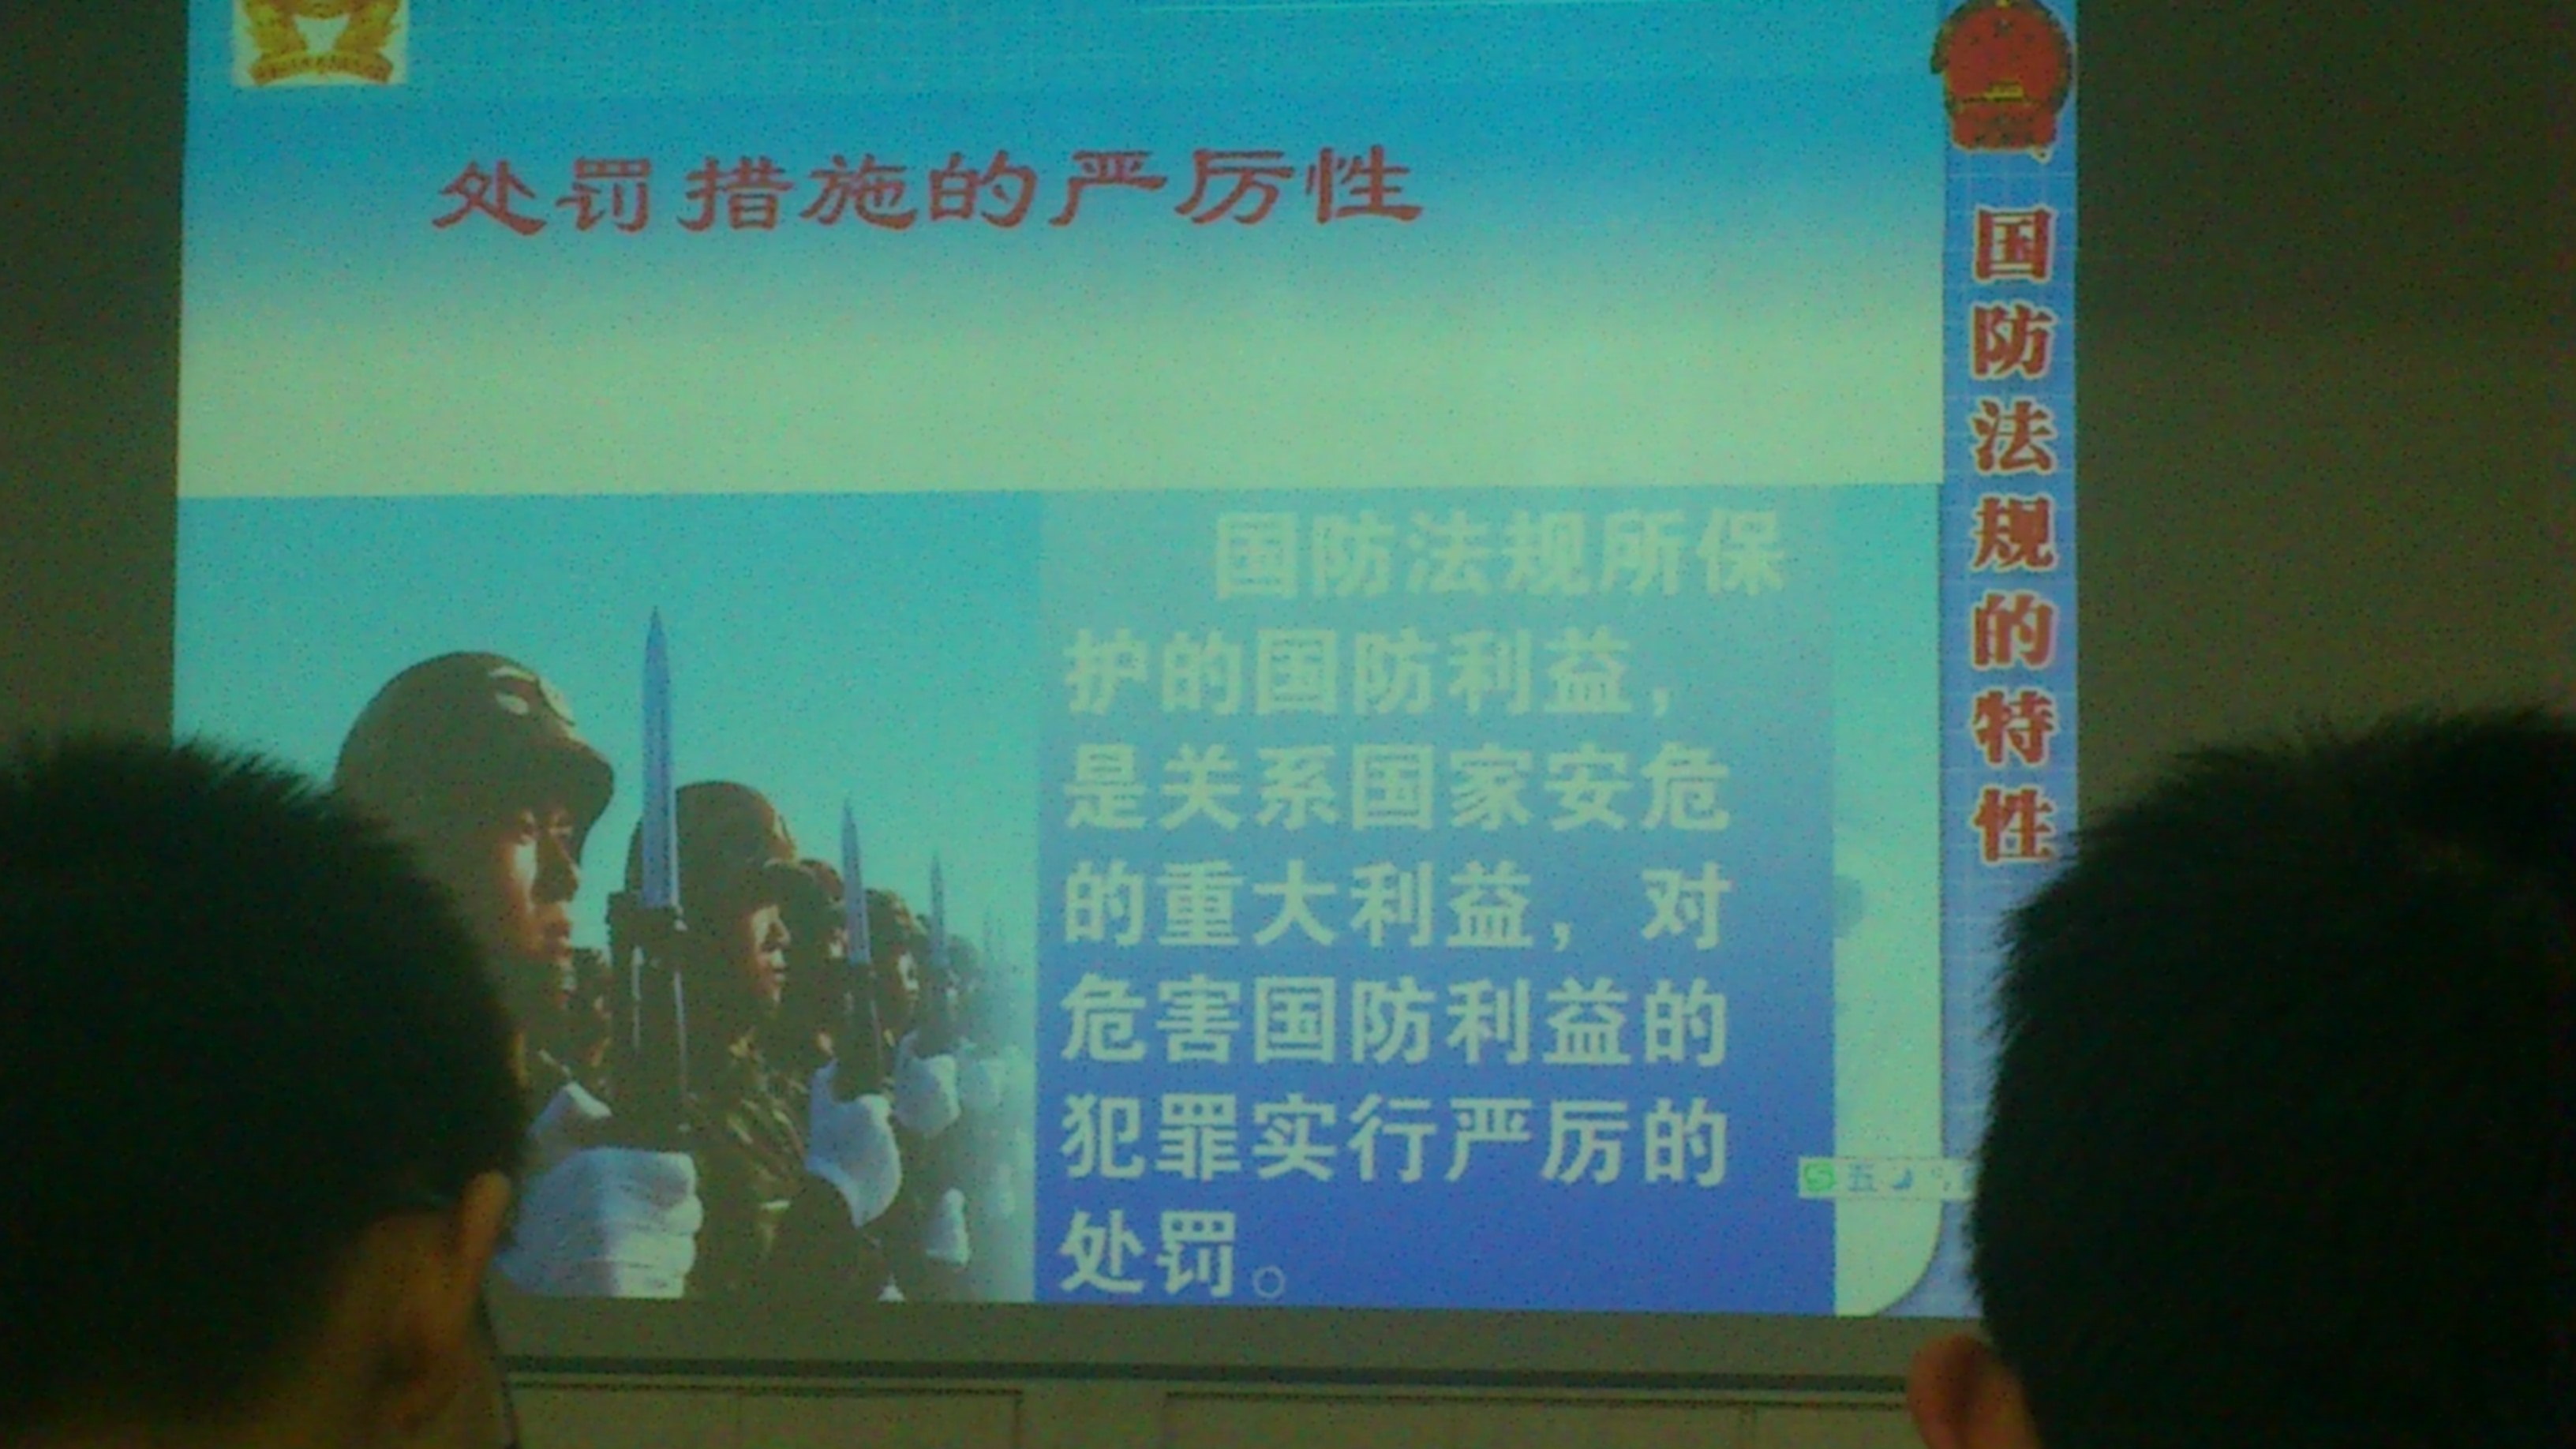 处罚措施的严厉性
国防法规所保
护的国防利益，
是关系国家安危
的重大利益，对
危害国防利益的
犯罪实行严厉的
处罚。
国防法规的特性
五